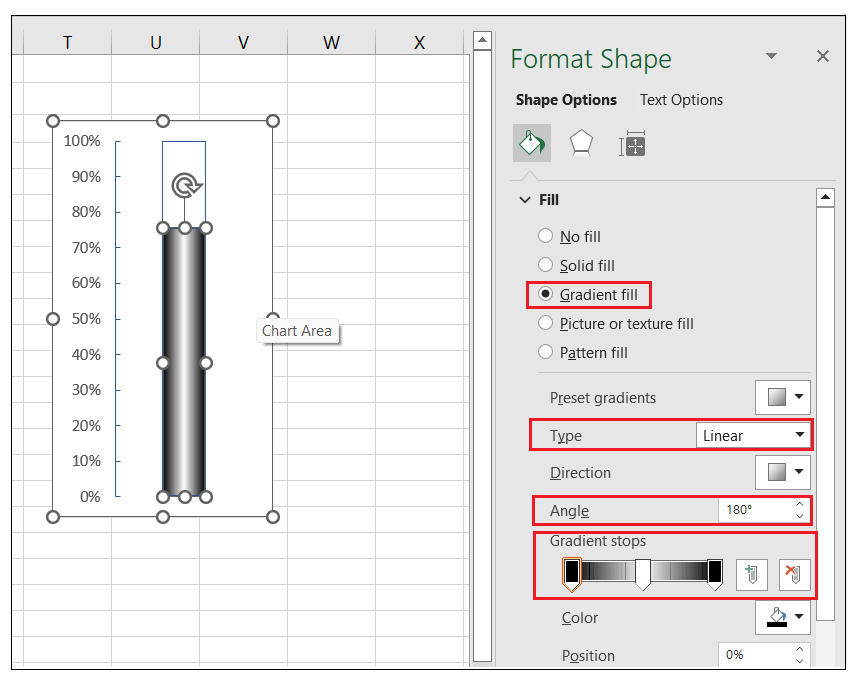 T U V W X
100%
90%
80%
70%
60%
50%
40%
30%
20%
10%
0%
Chart Area
Format Shape
Shape Options Text Options
Fill
No fill
Solid fill
Gradient fill
Picture or texture fill
Pattern fill
Preset gradients
Type Linear
Direction
Angle 180°
Gradient stops
Color
Position 0%